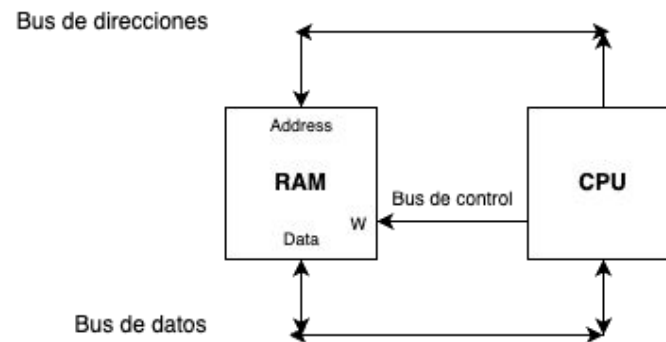 Bus de direcciones
Address
RAM
CPU
Bus de control
W
Data
Bus de datos